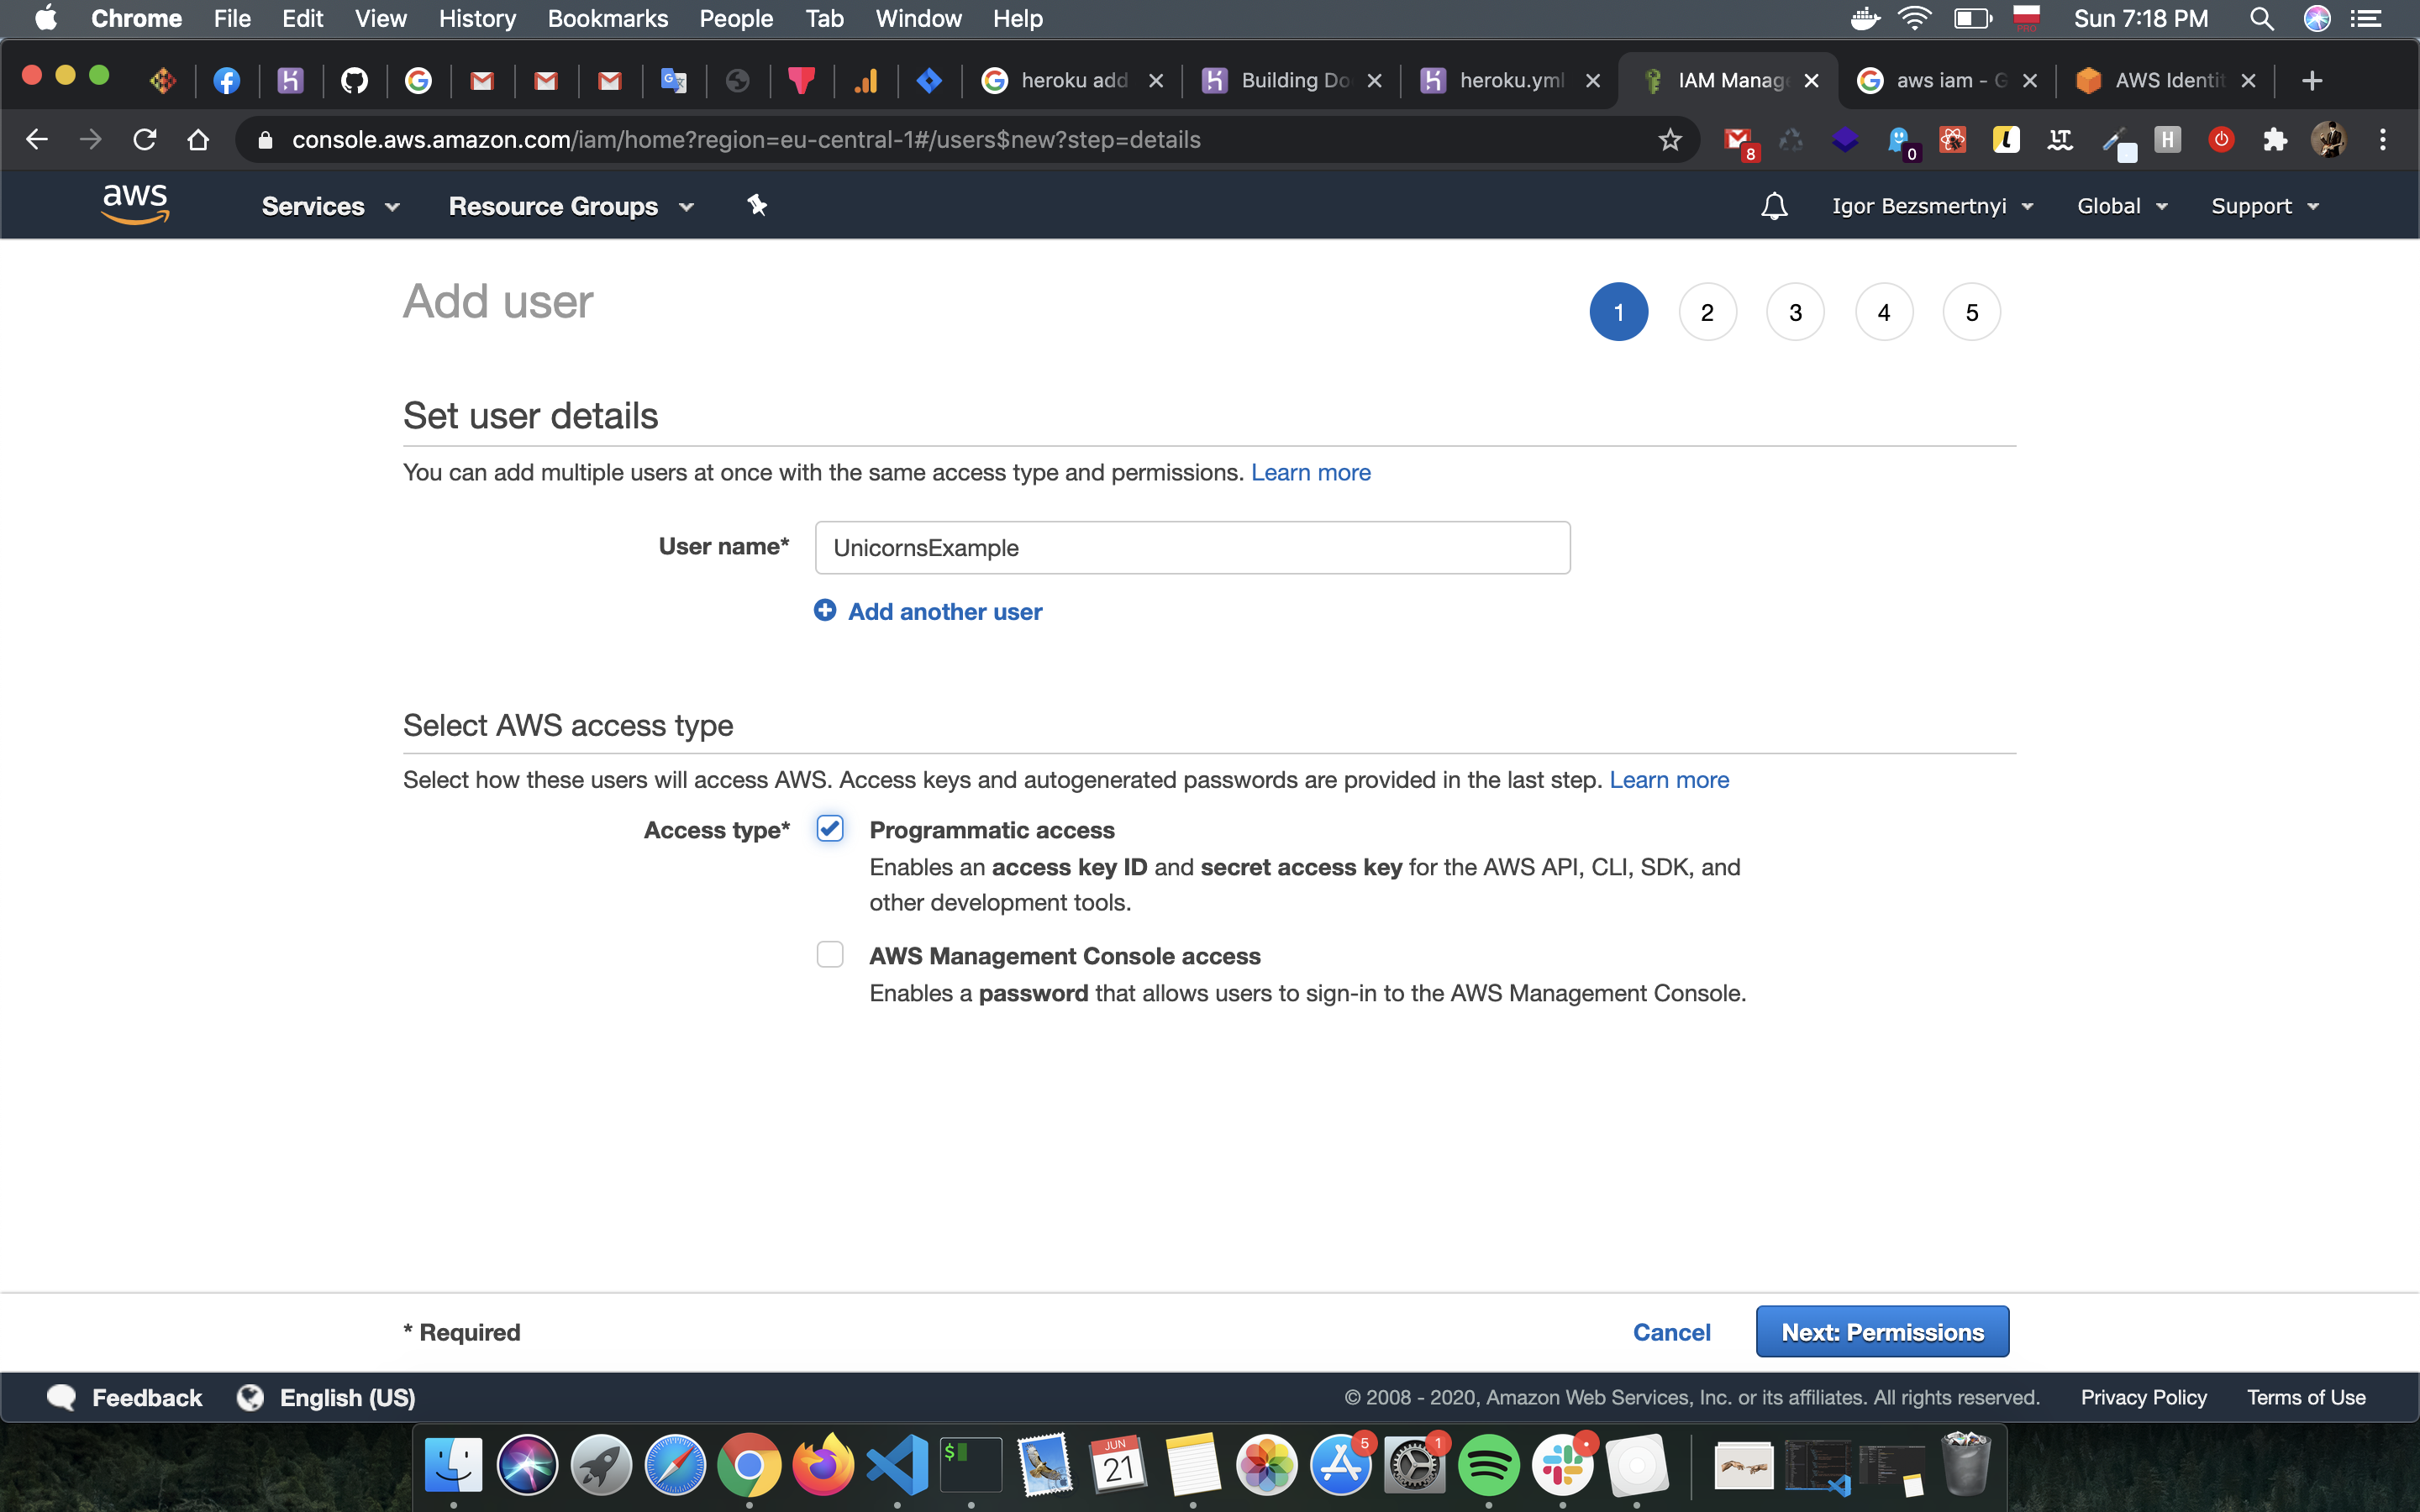 Chrome File Edit View History Bookmarks People Tab Window Help
PRO
Sun 7:18 PM
heroku add
Building Do
heroku.yml
IAM Manag
aws iam - G
AWS Identit
console.aws.amazon.com/iam/home?region=eu-central-1#/users$new?step=details
8
0
LT
H
aws
Services
Resource Groups
Igor Bezsmertnyi
Global
Support
Add user
1 2 3 4 5
Set user details
You can add multiple users at once with the same access type and permissions. Learn more
User name* UnicornsExample
Add another user
Select AWS access type
Select how these users will access AWS. Access keys and autogenerated passwords are provided in the last step. Learn more
Access type* Programmatic access
Enables an access key ID and secret access key for the AWS API, CLI, SDK, and
other development tools.
AWS Management Console access
Enables a password that allows users to sign-in to the AWS Management Console.
* Required
Cancel
Next: Permissions
Feedback
English (US)
© 2008 - 2020, Amazon Web Services, Inc. or its affiliates. All rights reserved.
Privacy Policy
Terms of Use
$
JUN
21
5
1